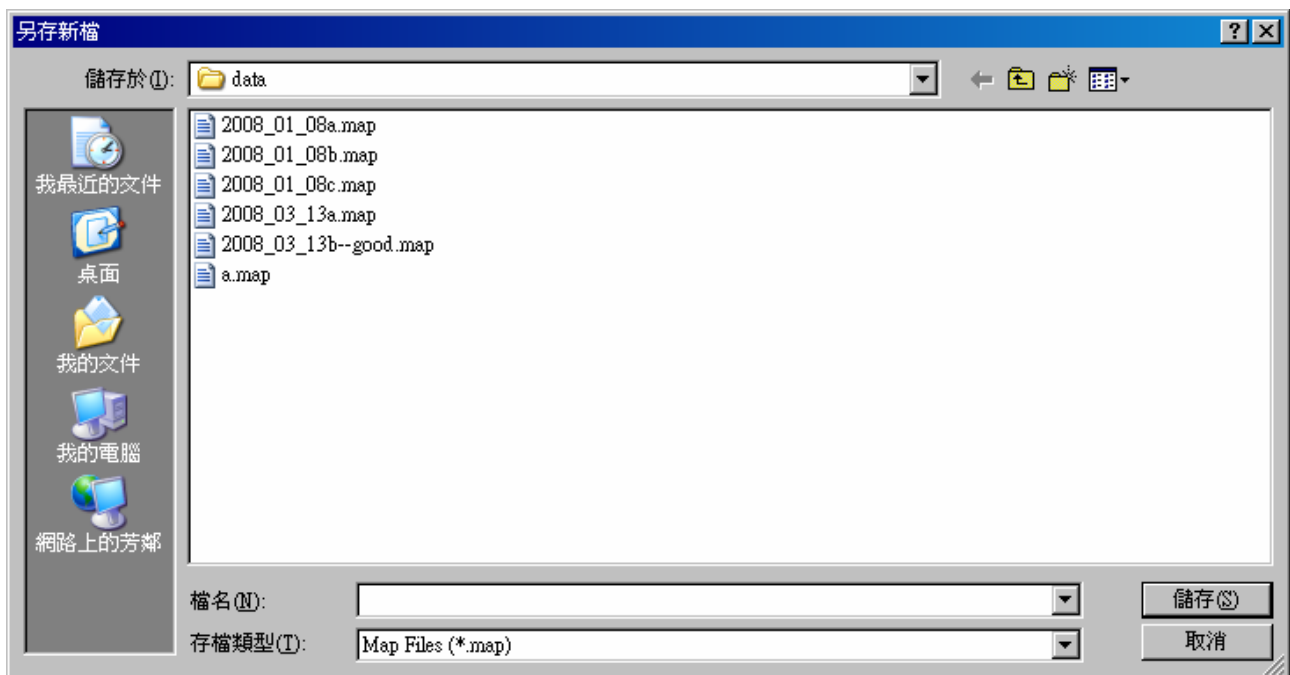 另存新檔
儲存於(I): data
我最近的文件
桌面
我的文件
我的電腦
網路上的芳鄰
2008_01_08a.map
2008_01_08b.map
2008_01_08c.map
2008_03_13a.map
2008_03_13b--good.map
a.map
檔名(N):
儲存(S)
存檔類型(T): Map Files (*.map)
取消